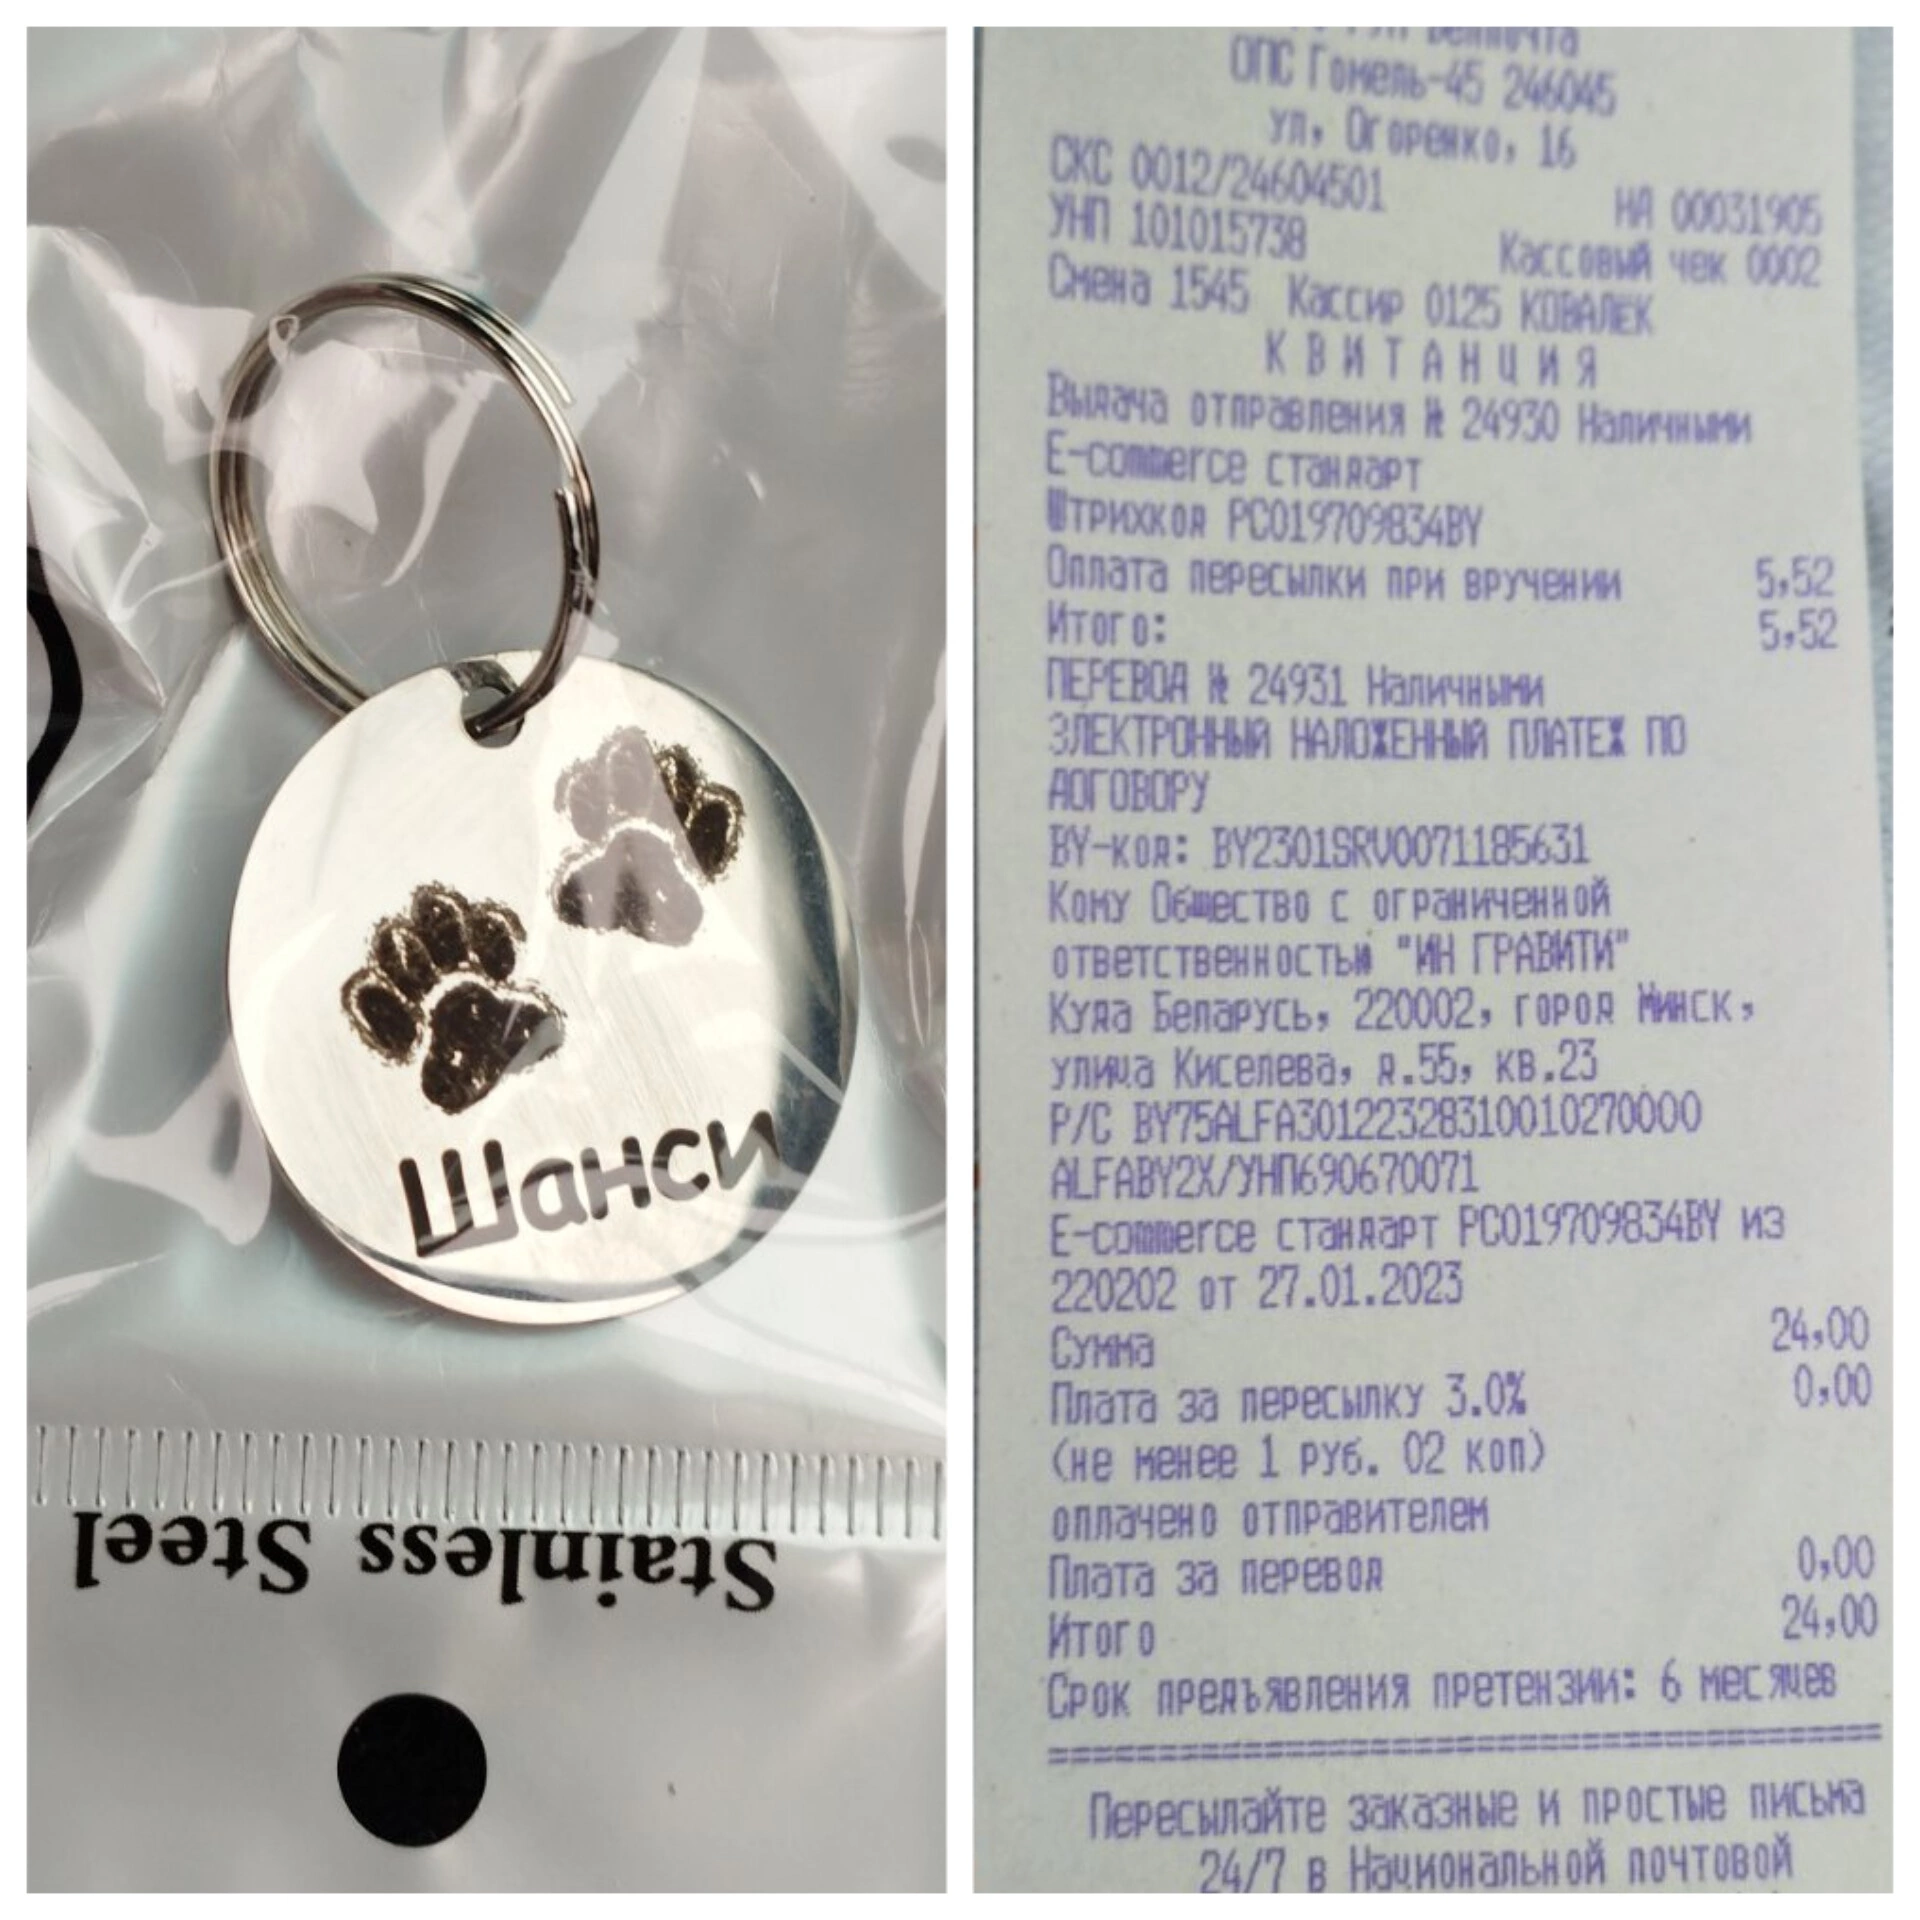 Шанси
Stainless Steel
Белпочта
ОПС Гомель-45 246045
ул. Огоренко, 16
СКС 0012/24604501
НД 00031905
УНП 101015738
Кассовый чек 0002
Смена 1545 Кассир 0125 КОВАЛЕК
КВИТАНЦИЯ
Выдача отправления № 24930 Наличными
E-commerce стандарт
Штрихкод PC019709834BY
Оплата пересылки при вручении 5,52
Итого: 5,52
ПЕРЕВОД № 24931 Наличными
ЭЛЕКТРОННЫЙ НАЛОЖЕННЫЙ ПЛАТЕЖ ПО
ДОГОВОРУ
BY-код: BY2301SRV0071185631
Кому Общество с ограниченной
ответственностью "ИН ГРАВИТИ"
Куда Беларусь, 220002, город Минск,
улица Киселева, д.55, кв.23
Р/С BY75ALFA30122328310010270000
ALFABY2X/УНП690670071
E-commerce стандарт PC019709834BY из
220202 от 27.01.2023
Сумма 24,00
Плата за пересылку 3.0% 0,00
(не менее 1 руб. 02 коп)
оплачено отправителем
Плата за перевод 0,00
Итого 24,00
Срок предъявления претензии: 6 месяцев
Пересылайте заказные и простые письма
24/7 в Национальной почтовой